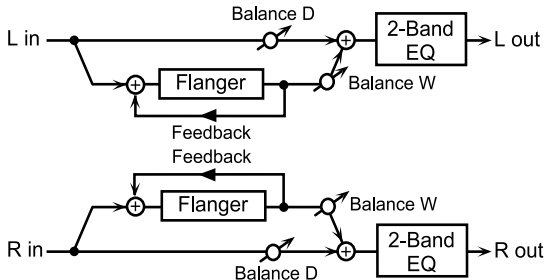 Balance D
L in
2-Band
EQ
L out
Flanger
Balance W
Feedback
Feedback
Flanger
Balance W
R in
2-Band
EQ
R out
Balance D